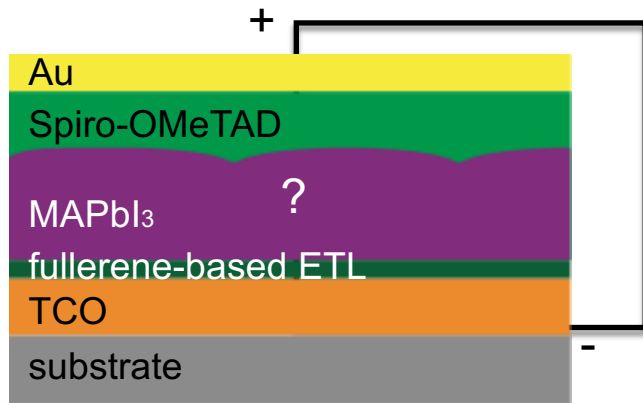 +
Au
Spiro-OMeTAD
?
MAPbI₃
fullerene-based ETL
TCO
-
substrate